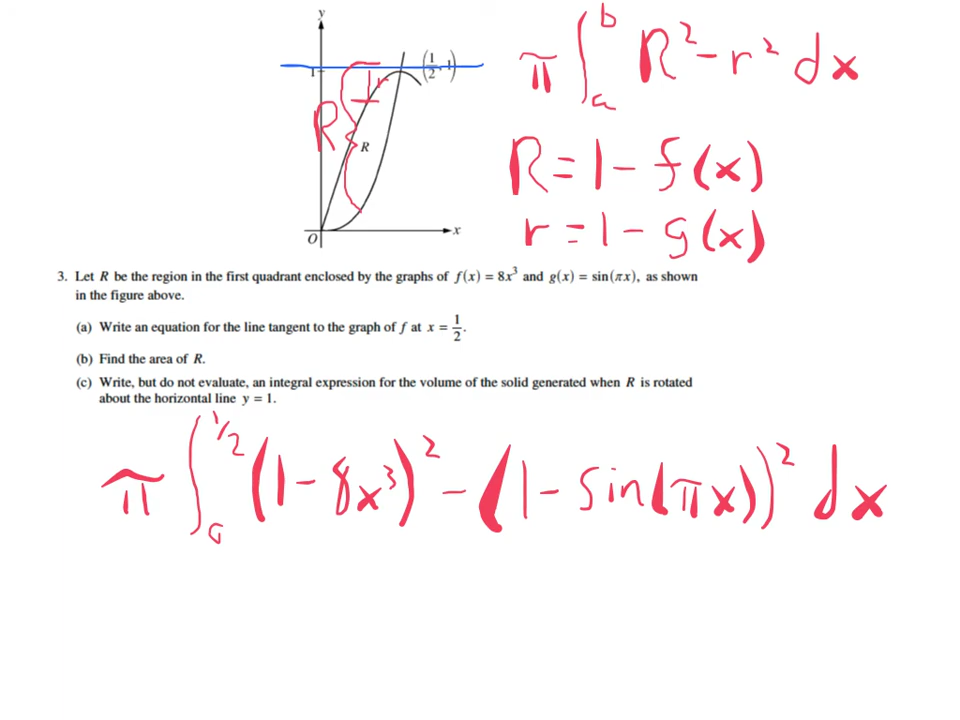 y
1
(1/2, 1)
r
R
R
O
x
π ∫_a^b R² - r² dx
R = 1 - f(x)
r = 1 - g(x)
3. Let R be the region in the first quadrant enclosed by the graphs of f(x) = 8x³ and g(x) = sin(πx), as shown
in the figure above.
(a) Write an equation for the line tangent to the graph of f at x = 1/2.
(b) Find the area of R.
(c) Write, but do not evaluate, an integral expression for the volume of the solid generated when R is rotated
about the horizontal line y = 1.
π ∫_0^1/2 (1 - 8x³)² - (1 - sin(πx))² dx